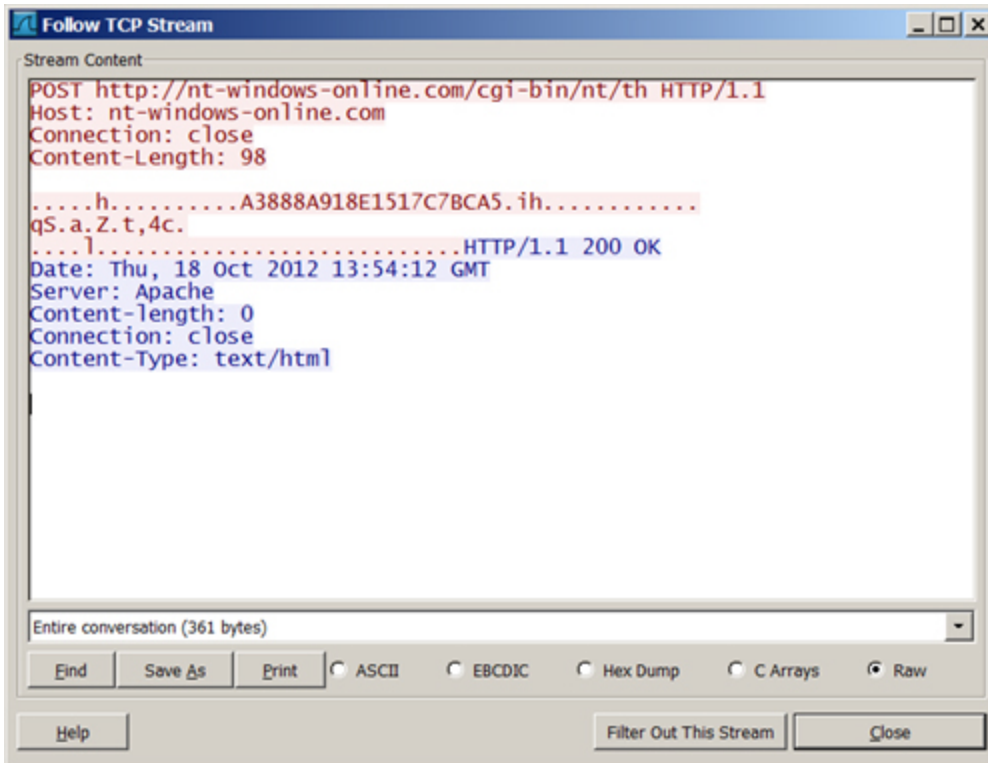 Follow TCP Stream
Stream Content
POST http://nt-windows-online.com/cgi-bin/nt/th HTTP/1.1
Host: nt-windows-online.com
Connection: close
Content-Length: 98
.....h..........A3888A918E1517C7BCA5.ih............
qS.a.Z.t,4c.
....l............................HTTP/1.1 200 OK
Date: Thu, 18 Oct 2012 13:54:12 GMT
Server: Apache
Content-length: 0
Connection: close
Content-Type: text/html
Entire conversation (361 bytes)
Find Save As Print ASCII EBCDIC Hex Dump C Arrays Raw
Help Filter Out This Stream Close